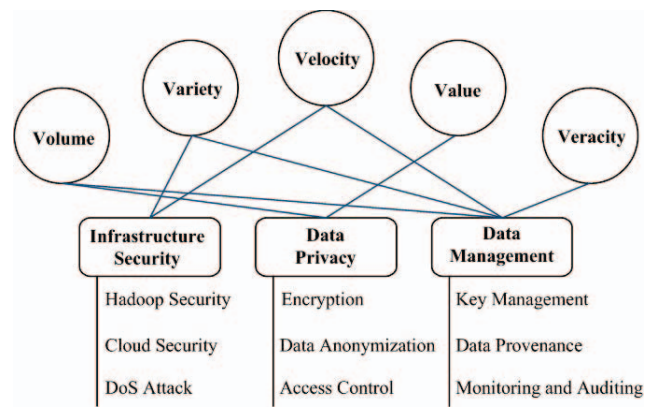 Velocity
Variety
Value
Volume
Veracity
Infrastructure
Security
Data
Privacy
Data
Management
Hadoop Security
Encryption
Key Management
Cloud Security
Data Anonymization
Data Provenance
DoS Attack
Access Control
Monitoring and Auditing